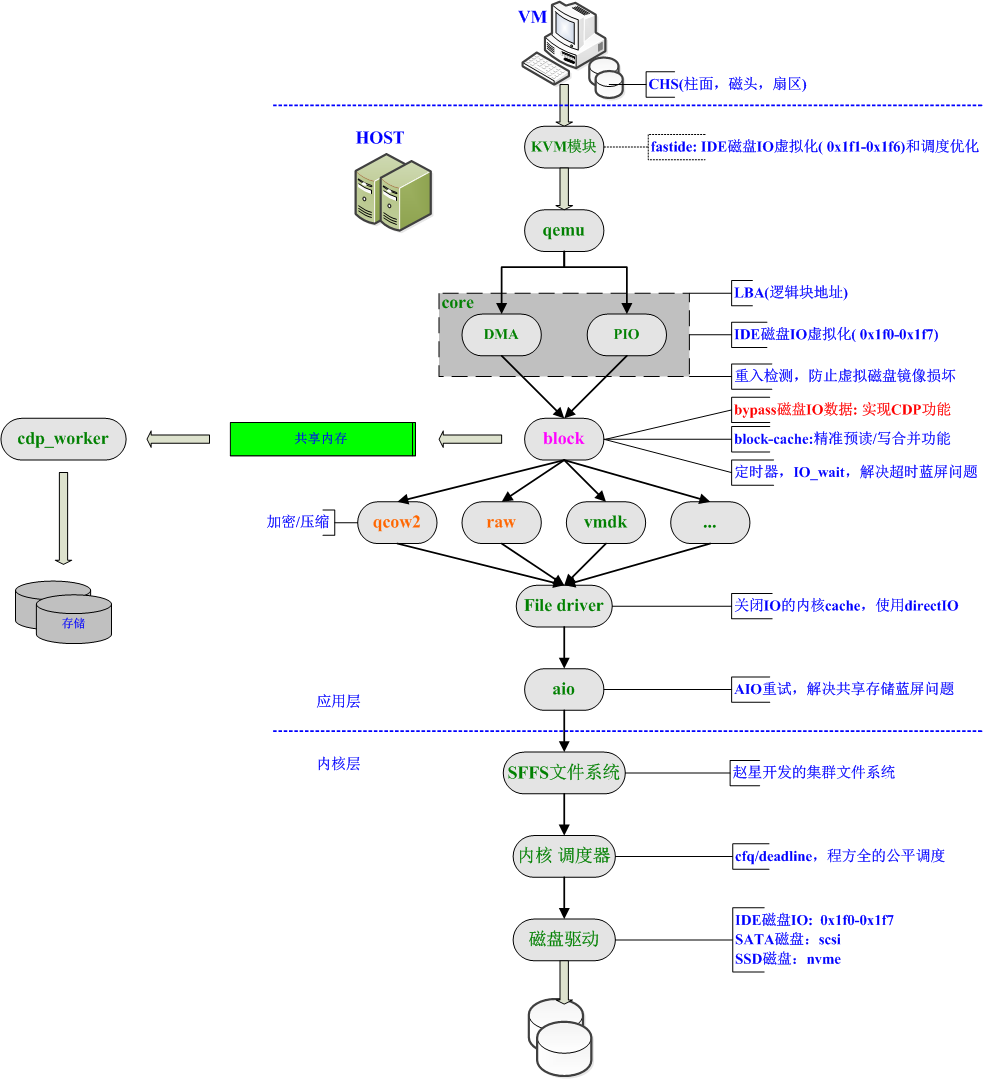 VM
CHS(柱面，磁头，扇区)
HOST
KVM模块
fastide: IDE磁盘IO虚拟化( 0x1f1-0x1f6)和调度优化
qemu
core
LBA(逻辑块地址)
DMA
PIO
IDE磁盘IO虚拟化( 0x1f0-0x1f7)
重入检测，防止虚拟磁盘镜像损坏
bypass磁盘IO数据: 实现CDP功能
cdp_worker
共享内存
block
block-cache:精准预读/写合并功能
定时器，IO_wait，解决超时蓝屏问题
加密/压缩
qcow2
raw
vmdk
...
File driver
关闭IO的内核cache，使用directIO
存储
aio
AIO重试，解决共享存储蓝屏问题
应用层
内核层
SFFS文件系统
赵星开发的集群文件系统
内核 调度器
cfq/deadline，程方全的公平调度
磁盘驱动
IDE磁盘IO: 0x1f0-0x1f7
SATA磁盘：scsi
SSD磁盘：nvme